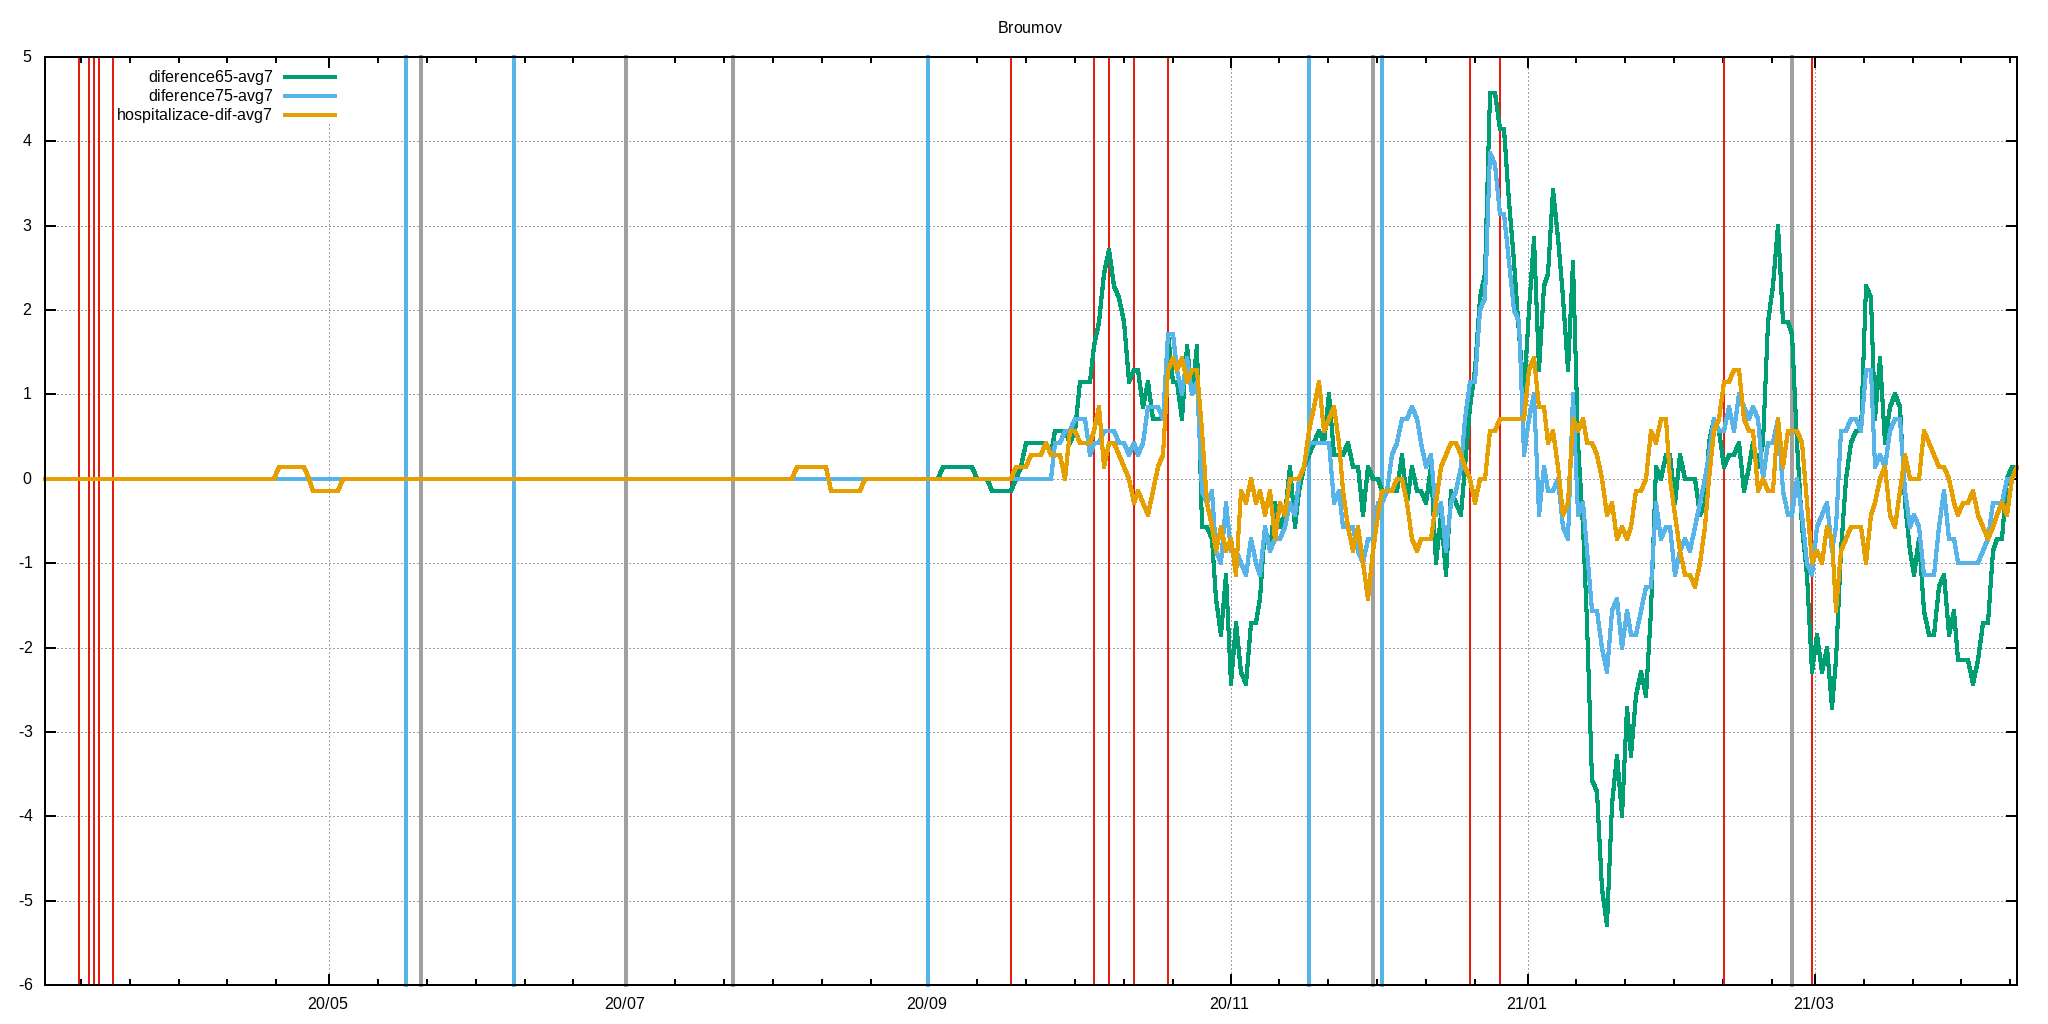 Broumov
diference65-avg7
diference75-avg7
hospitalizace-dif-avg7
5
4
3
2
1
0
-1
-2
-3
-4
-5
-6
20/05 20/07 20/09 20/11 21/01 21/03